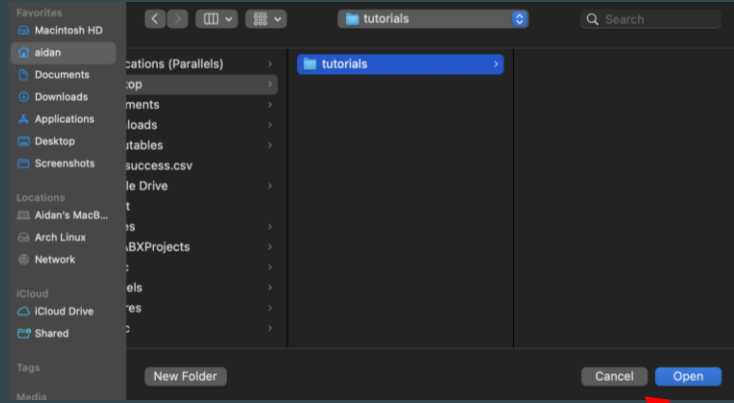 Favorites
Macintosh HD
aidan
Documents
Downloads
Applications
Desktop
Screenshots
Locations
Aidan's MacB...
Arch Linux
Network
iCloud
iCloud Drive
Shared
Tags
Media
tutorials
Search
cations (Parallels)
top
ments
loads
utables
success.csv
le Drive
t
es
ABXProjects
els
res
c
tutorials
New Folder
Cancel
Open